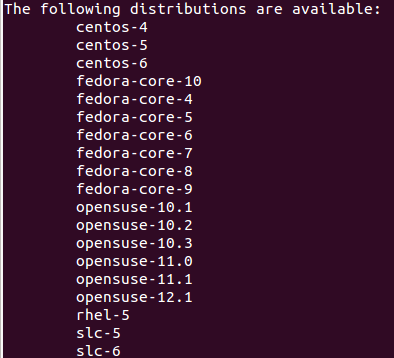 The following distributions are available:
centos-4
centos-5
centos-6
fedora-core-10
fedora-core-4
fedora-core-5
fedora-core-6
fedora-core-7
fedora-core-8
fedora-core-9
opensuse-10.1
opensuse-10.2
opensuse-10.3
opensuse-11.0
opensuse-11.1
opensuse-12.1
rhel-5
slc-5
slc-6